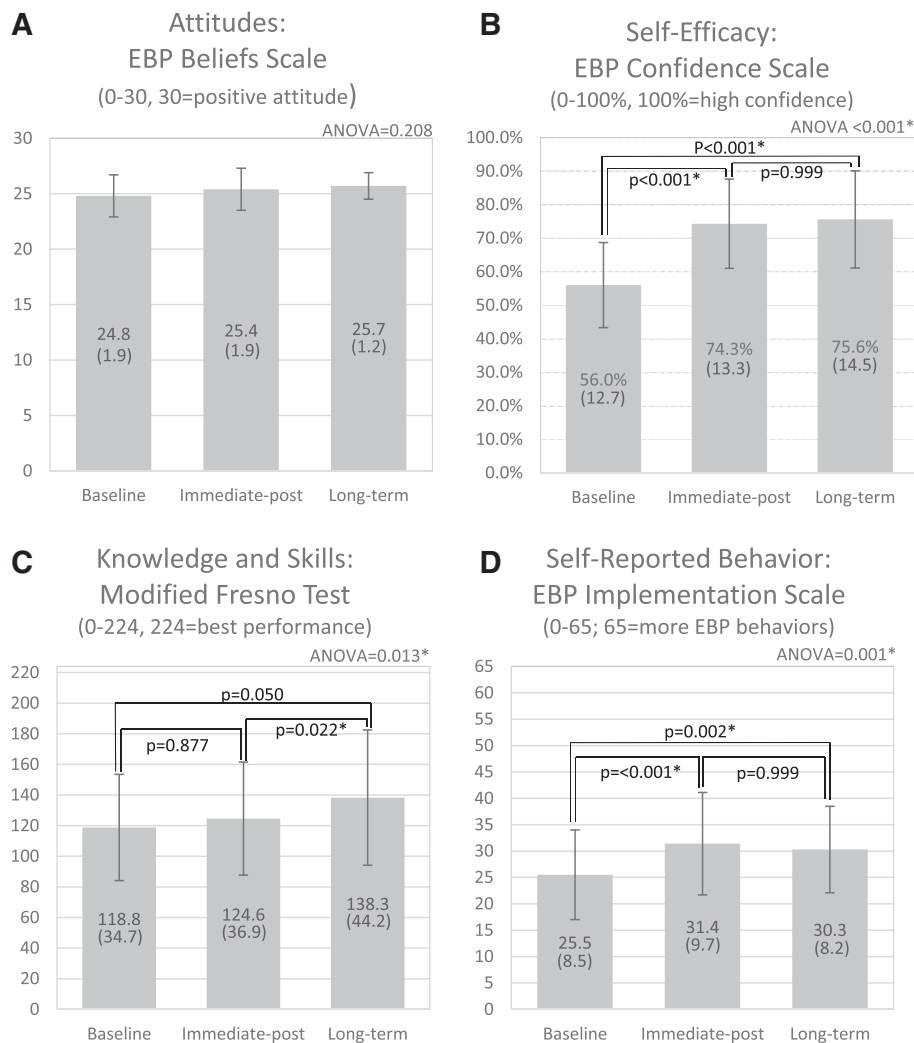 A
Attitudes:
EBP Beliefs Scale
(0-30, 30=positive attitude)
ANOVA=0.208
30
25
20
15
10
5
0
24.8
(1.9)
25.4
(1.9)
25.7
(1.2)
Baseline
Immediate-post
Long-term
B
Self-Efficacy:
EBP Confidence Scale
(0-100%, 100%=high confidence)
ANOVA <0.001*
100.0%
90.0%
80.0%
70.0%
60.0%
50.0%
40.0%
30.0%
20.0%
10.0%
0.0%
P<0.001*
p<0.001*
p=0.999
56.0%
(12.7)
74.3%
(13.3)
75.6%
(14.5)
Baseline
Immediate-post
Long-term
C
Knowledge and Skills:
Modified Fresno Test
(0-224, 224=best performance)
ANOVA=0.013*
220
200
180
160
140
120
100
80
60
40
20
0
p=0.050
p=0.877
p=0.022*
118.8
(34.7)
124.6
(36.9)
138.3
(44.2)
Baseline
Immediate-post
Long-term
D
Self-Reported Behavior:
EBP Implementation Scale
(0-65; 65=more EBP behaviors)
ANOVA=0.001*
65
60
55
50
45
40
35
30
25
20
15
10
5
0
p=0.002*
p=<0.001*
p=0.999
25.5
(8.5)
31.4
(9.7)
30.3
(8.2)
Baseline
Immediate-post
Long-term